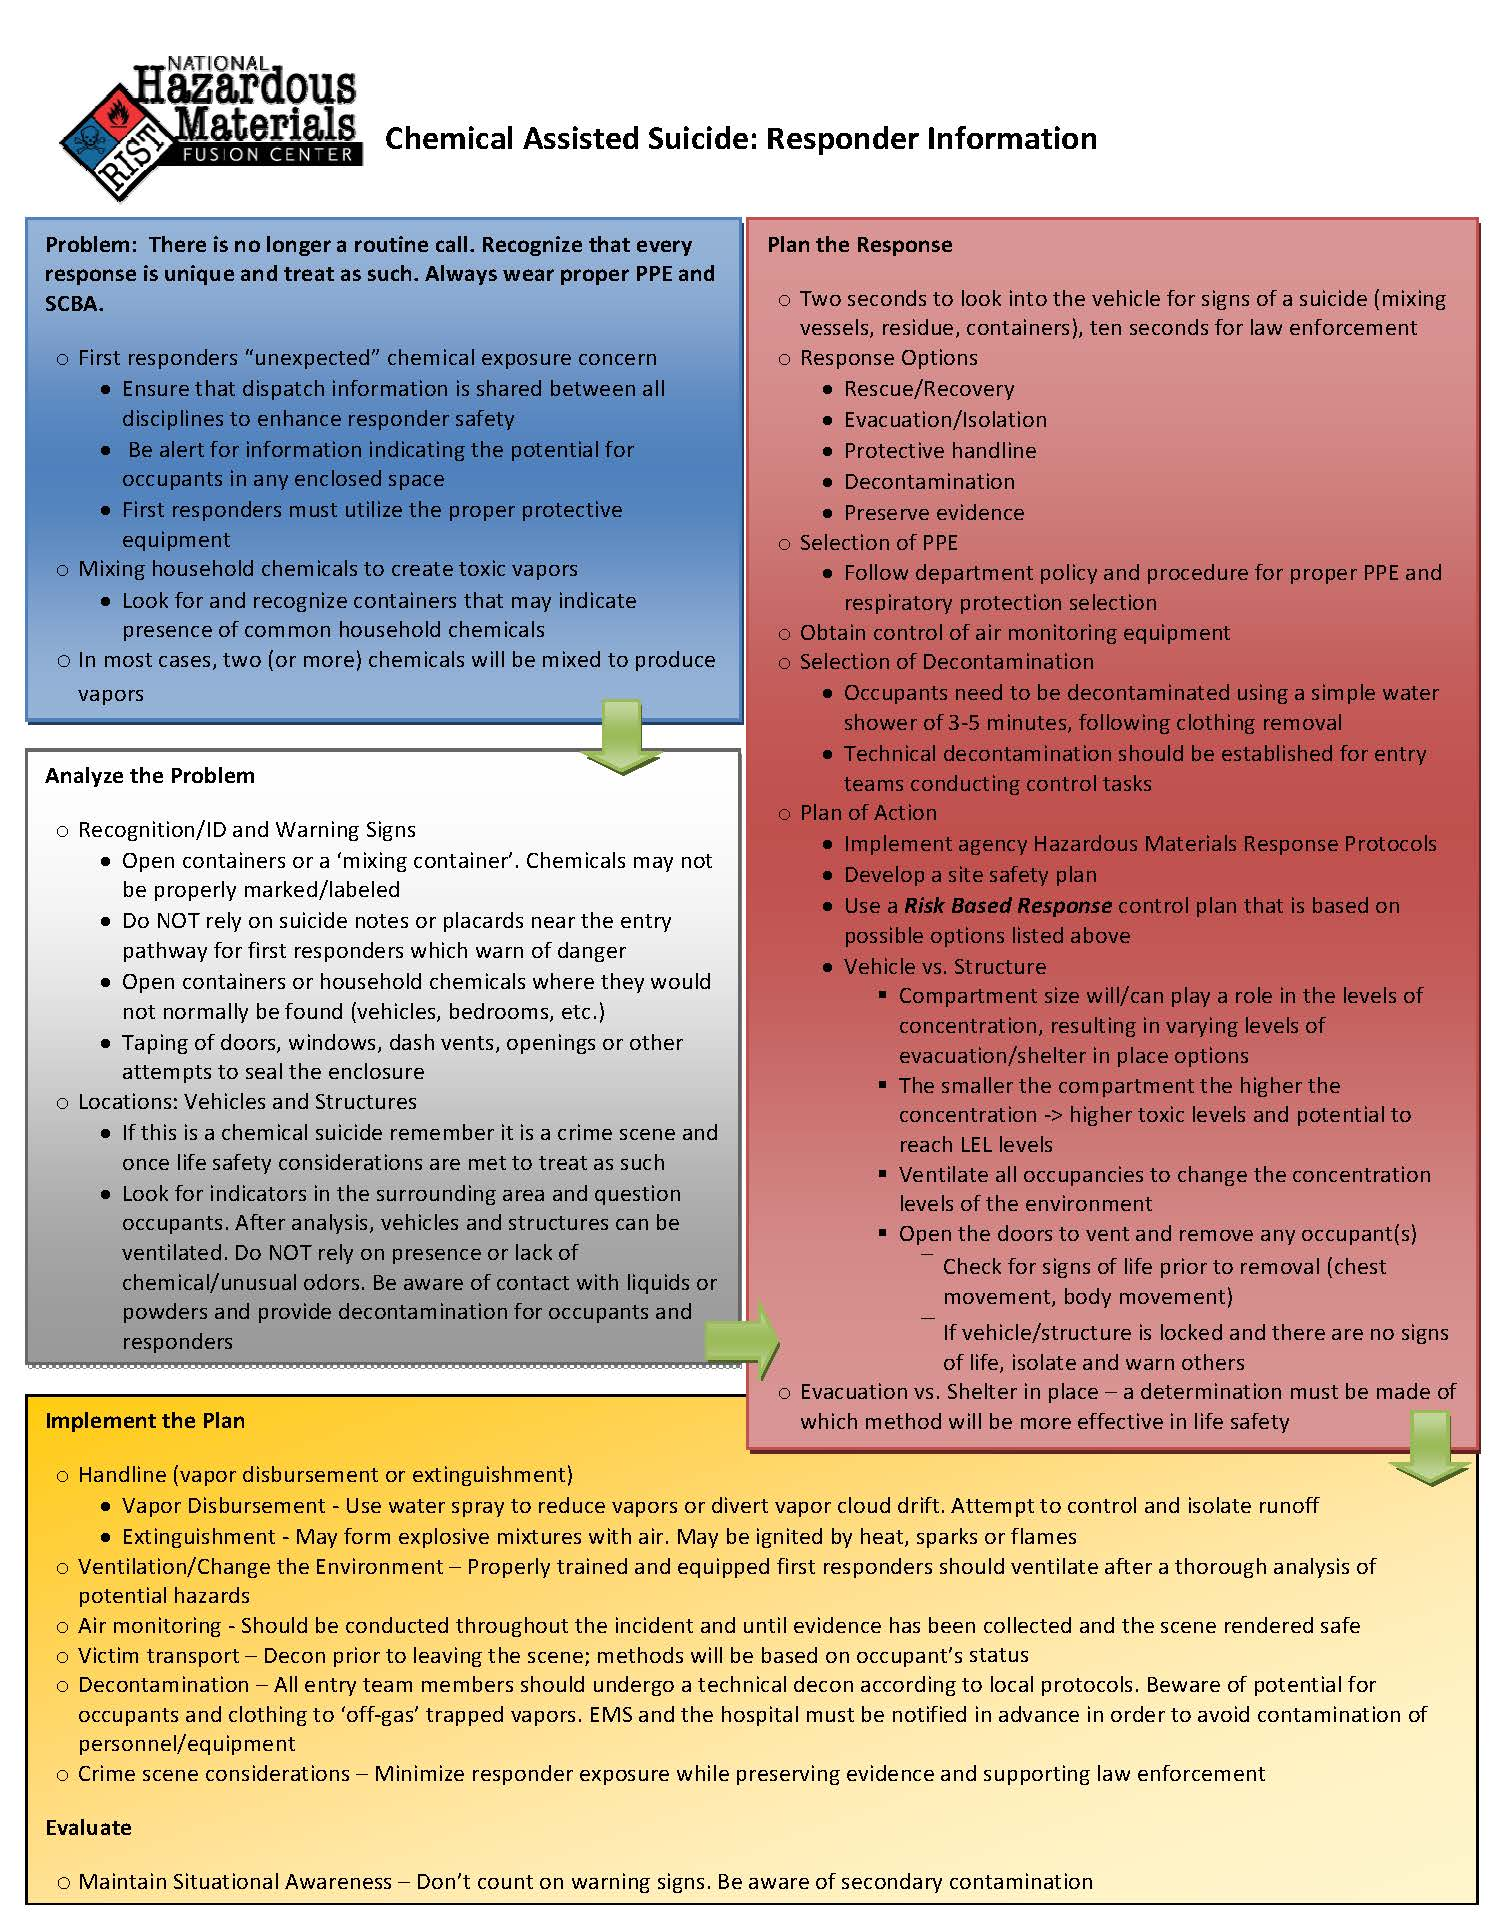 NATIONAL
Hazardous
Materials
FUSION CENTER
RIST
Chemical Assisted Suicide: Responder Information
Problem:  There is no longer a routine call. Recognize that every
response is unique and treat as such. Always wear proper PPE and
SCBA.
o First responders “unexpected” chemical exposure concern
• Ensure that dispatch information is shared between all
disciplines to enhance responder safety
• Be alert for information indicating the potential for
occupants in any enclosed space
• First responders must utilize the proper protective
equipment
o Mixing household chemicals to create toxic vapors
• Look for and recognize containers that may indicate
presence of common household chemicals
o In most cases, two (or more) chemicals will be mixed to produce
vapors
Analyze the Problem
o Recognition/ID and Warning Signs
• Open containers or a ‘mixing container’. Chemicals may not
be properly marked/labeled
• Do NOT rely on suicide notes or placards near the entry
pathway for first responders which warn of danger
• Open containers or household chemicals where they would
not normally be found (vehicles, bedrooms, etc.)
• Taping of doors, windows, dash vents, openings or other
attempts to seal the enclosure
o Locations: Vehicles and Structures
• If this is a chemical suicide remember it is a crime scene and
once life safety considerations are met to treat as such
• Look for indicators in the surrounding area and question
occupants. After analysis, vehicles and structures can be
ventilated. Do NOT rely on presence or lack of
chemical/unusual odors. Be aware of contact with liquids or
powders and provide decontamination for occupants and
responders
Plan the Response
o Two seconds to look into the vehicle for signs of a suicide (mixing
vessels, residue, containers), ten seconds for law enforcement
o Response Options
• Rescue/Recovery
• Evacuation/Isolation
• Protective handline
• Decontamination
• Preserve evidence
o Selection of PPE
• Follow department policy and procedure for proper PPE and
respiratory protection selection
o Obtain control of air monitoring equipment
o Selection of Decontamination
• Occupants need to be decontaminated using a simple water
shower of 3-5 minutes, following clothing removal
• Technical decontamination should be established for entry
teams conducting control tasks
o Plan of Action
• Implement agency Hazardous Materials Response Protocols
• Develop a site safety plan
• Use a Risk Based Response control plan that is based on
possible options listed above
• Vehicle vs. Structure
▪ Compartment size will/can play a role in the levels of
concentration, resulting in varying levels of
evacuation/shelter in place options
▪ The smaller the compartment the higher the
concentration -> higher toxic levels and potential to
reach LEL levels
▪ Ventilate all occupancies to change the concentration
levels of the environment
▪ Open the doors to vent and remove any occupant(s)
– Check for signs of life prior to removal (chest
movement, body movement)
– If vehicle/structure is locked and there are no signs
of life, isolate and warn others
o Evacuation vs. Shelter in place – a determination must be made of
which method will be more effective in life safety
Implement the Plan
o Handline (vapor disbursement or extinguishment)
• Vapor Disbursement - Use water spray to reduce vapors or divert vapor cloud drift. Attempt to control and isolate runoff
• Extinguishment - May form explosive mixtures with air. May be ignited by heat, sparks or flames
o Ventilation/Change the Environment – Properly trained and equipped first responders should ventilate after a thorough analysis of
potential hazards
o Air monitoring - Should be conducted throughout the incident and until evidence has been collected and the scene rendered safe
o Victim transport – Decon prior to leaving the scene; methods will be based on occupant’s status
o Decontamination – All entry team members should undergo a technical decon according to local protocols. Beware of potential for
occupants and clothing to ‘off-gas’ trapped vapors. EMS and the hospital must be notified in advance in order to avoid contamination of
personnel/equipment
o Crime scene considerations – Minimize responder exposure while preserving evidence and supporting law enforcement
Evaluate
o Maintain Situational Awareness – Don’t count on warning signs. Be aware of secondary contamination